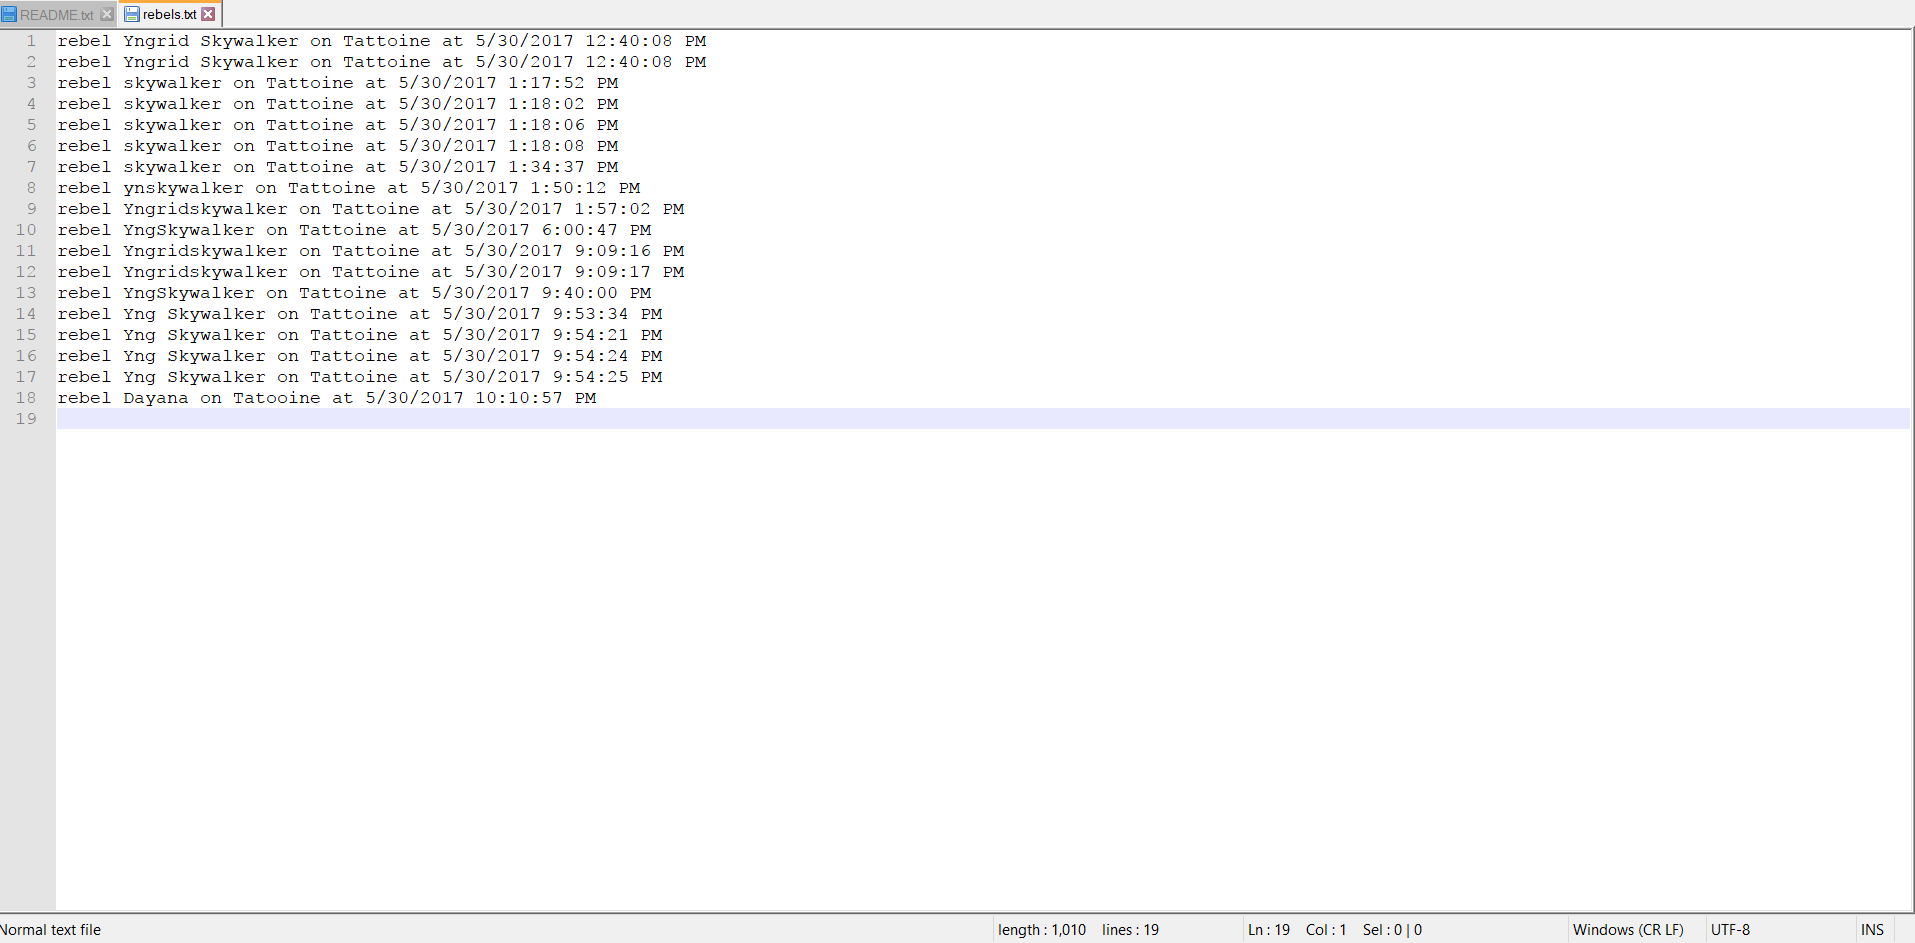 README.txt rebels.txt
1 rebel Yngrid Skywalker on Tattoine at 5/30/2017 12:40:08 PM
2 rebel Yngrid Skywalker on Tattoine at 5/30/2017 12:40:08 PM
3 rebel skywalker on Tattoine at 5/30/2017 1:17:52 PM
4 rebel skywalker on Tattoine at 5/30/2017 1:18:02 PM
5 rebel skywalker on Tattoine at 5/30/2017 1:18:06 PM
6 rebel skywalker on Tattoine at 5/30/2017 1:18:08 PM
7 rebel skywalker on Tattoine at 5/30/2017 1:34:37 PM
8 rebel ynskywalker on Tattoine at 5/30/2017 1:50:12 PM
9 rebel Yngridskywalker on Tattoine at 5/30/2017 1:57:02 PM
10 rebel YngSkywalker on Tattoine at 5/30/2017 6:00:47 PM
11 rebel Yngridskywalker on Tattoine at 5/30/2017 9:09:16 PM
12 rebel Yngridskywalker on Tattoine at 5/30/2017 9:09:17 PM
13 rebel YngSkywalker on Tattoine at 5/30/2017 9:40:00 PM
14 rebel Yng Skywalker on Tattoine at 5/30/2017 9:53:34 PM
15 rebel Yng Skywalker on Tattoine at 5/30/2017 9:54:21 PM
16 rebel Yng Skywalker on Tattoine at 5/30/2017 9:54:24 PM
17 rebel Yng Skywalker on Tattoine at 5/30/2017 9:54:25 PM
18 rebel Dayana on Tatooine at 5/30/2017 10:10:57 PM
19
Normal text file length : 1,010 lines : 19 Ln : 19 Col : 1 Sel : 0 | 0 Windows (CR LF) UTF-8 INS